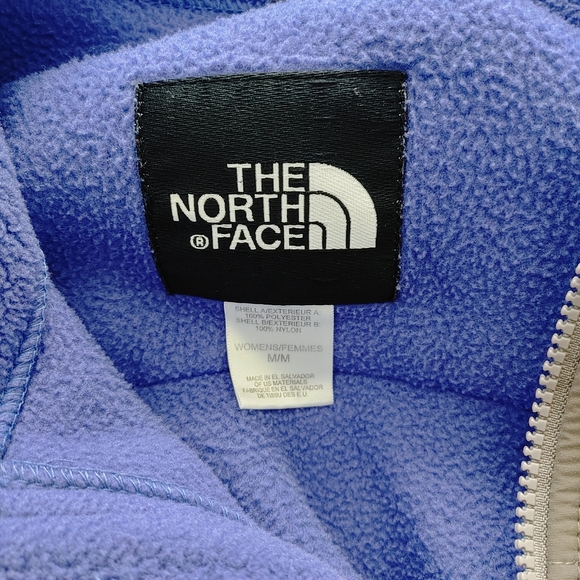 THE
NORTH
® FACE
SHELL A/EXTERIEUR A:
100% POLYESTER
SHELL B/EXTERIEUR B:
100% NYLON
WOMENS/FEMMES
M/M
MADE IN EL SALVADOR
OF US MATERIALS
FABRIQUE EN EL SALVADOR
DE TISSU DES E.U.